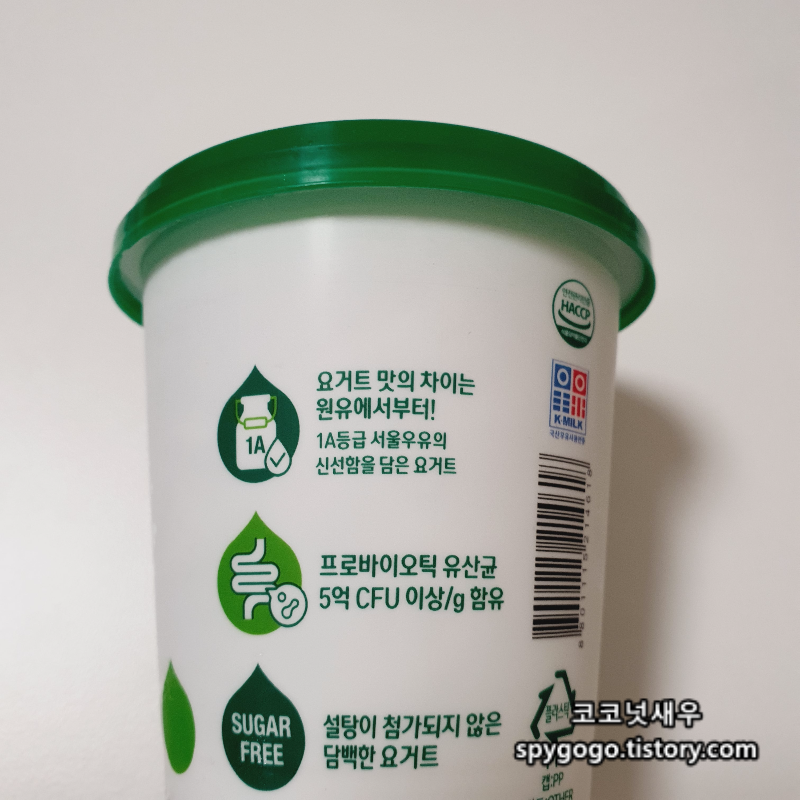 요거트 맛의 차이는
원유에서부터!
1A
1A등급 서울우유의
신선함을 담은 요거트
프로바이오틱 유산균
5억 CFU 이상/g 함유
SUGAR
FREE
설탕이 첨가되지 않은
담백한 요거트
HACCP
K-MILK
플라스틱
캡:PP
코코넛새우
spygogo.tistory.com